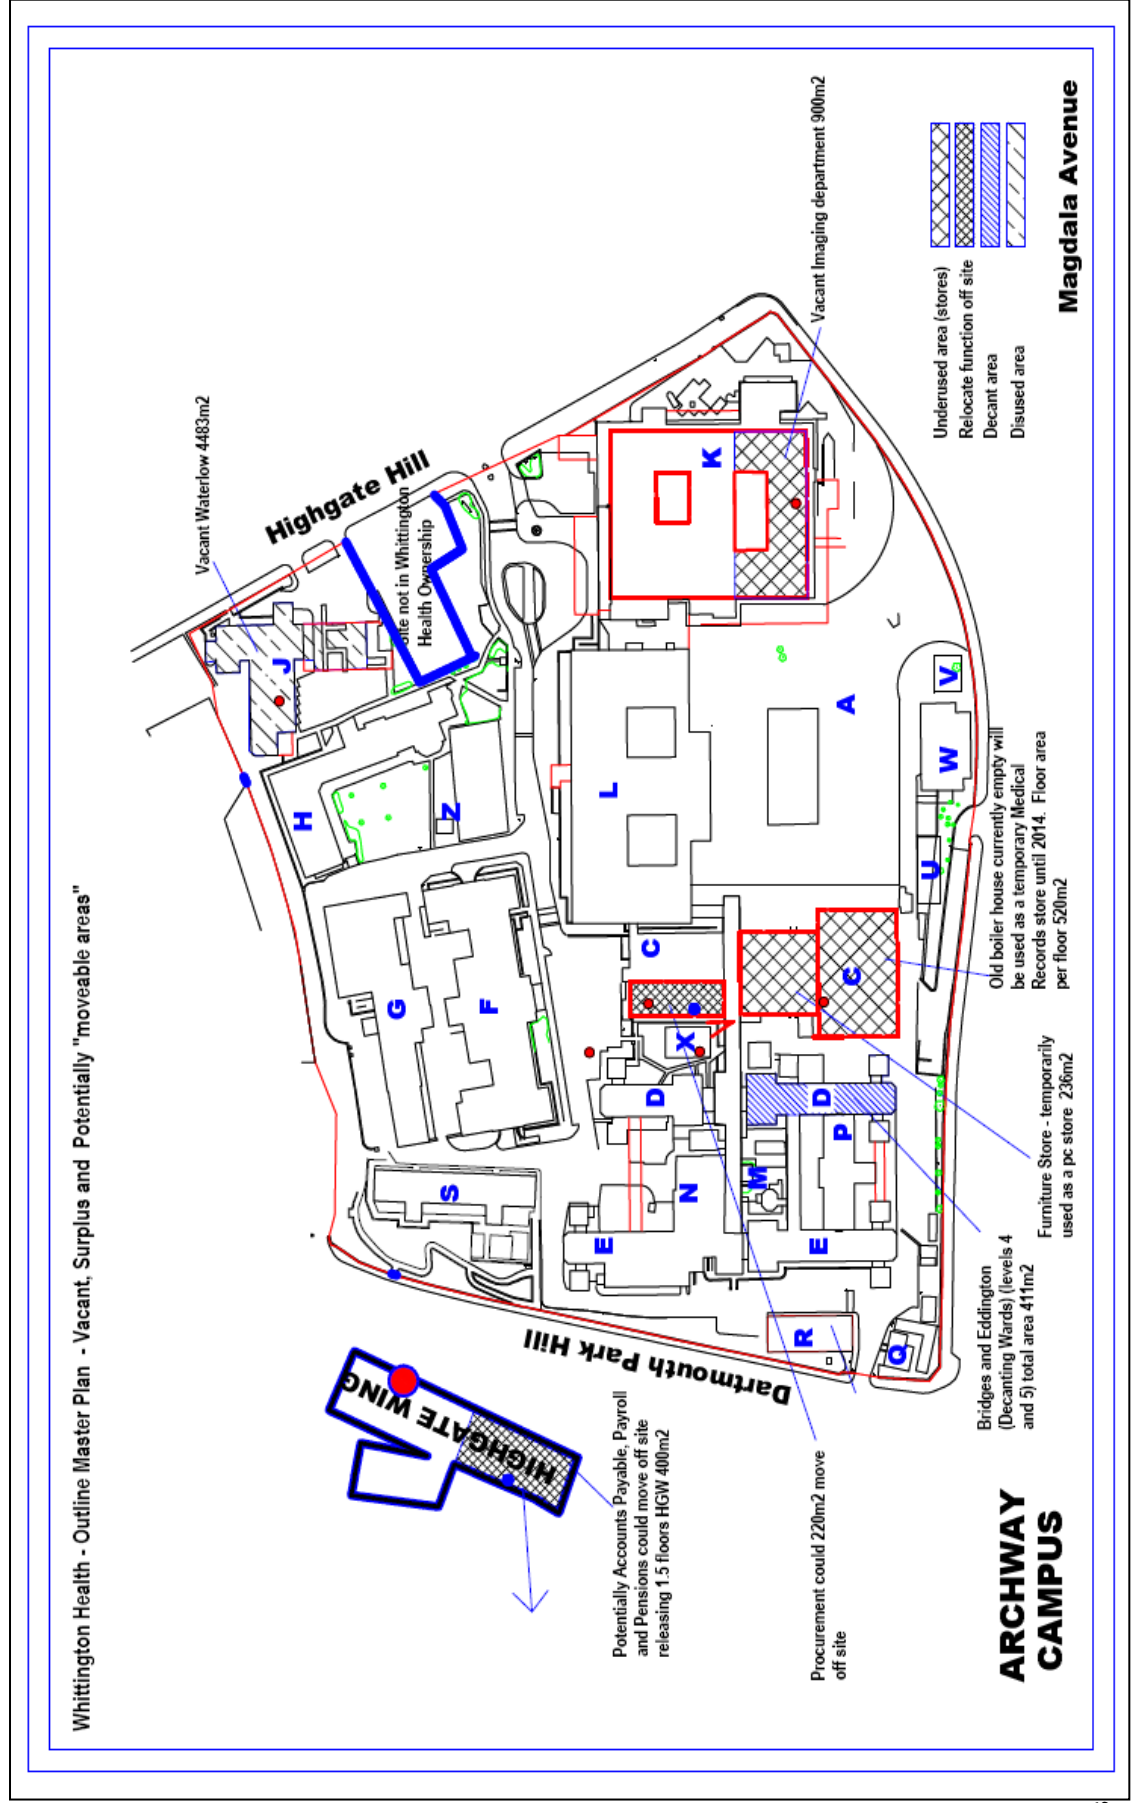 Whittington Health - Outline Master Plan - Vacant, Surplus and Potentially "moveable areas"
Vacant Waterlow 4483m2
Highgate Hill
Site not in Whittington
Health Ownership
Vacant Imaging department 900m2
Underused area (stores)
Relocate function off site
Decant area
Disused area
Magdala Avenue
J
H
Z
G
F
S
L
K
A
C
X
D
N
E
C
D
P
M
E
R
Q
U
W
V
Dartmouth Park Hill
HIGHGATE WING
Potentially Accounts Payable, Payroll
and Pensions could move off site
releasing 1.5 floors HGW 400m2
Procurement could 220m2 move
off site
Bridges and Eddington
(Decanting Wards) (levels 4
and 5) total area 411m2
Furniture Store - temporarily
used as a pc store 236m2
Old boiler house currently empty will
be used as a temporary Medical
Records store until 2014. Floor area
per floor 520m2
ARCHWAY
CAMPUS